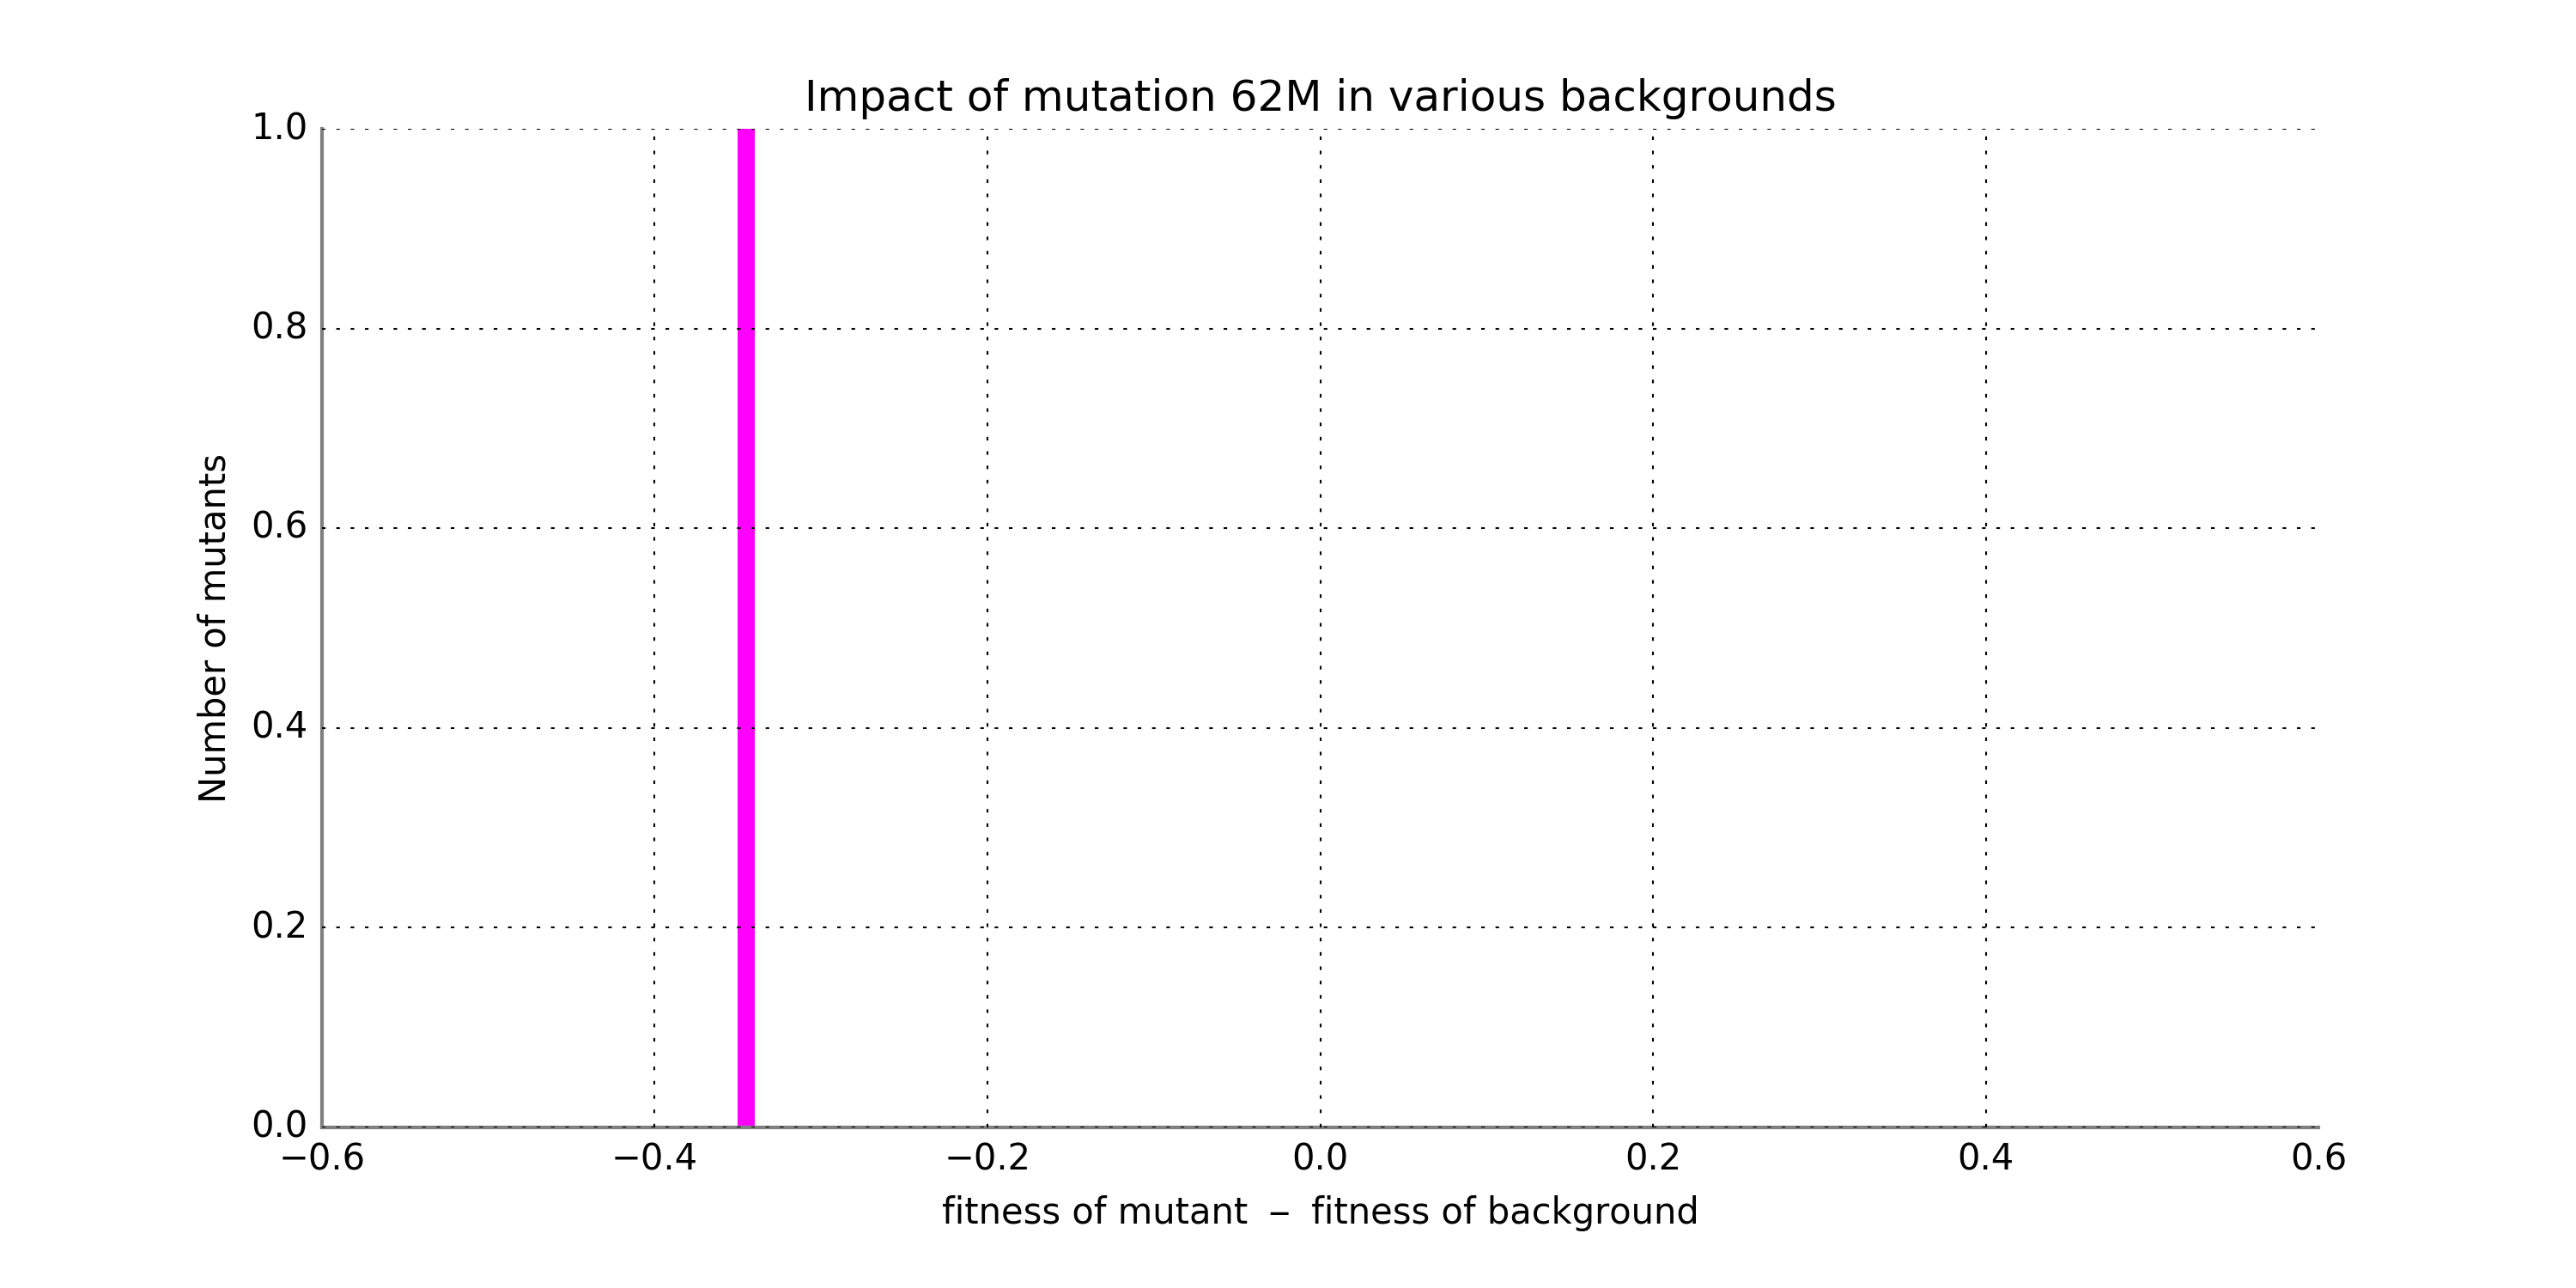 Impact of mutation 62M in various backgrounds
1.0
0.8
0.6
0.4
0.2
0.0
Number of mutants
−0.6 −0.4 −0.2 0.0 0.2 0.4 0.6
fitness of mutant − fitness of background